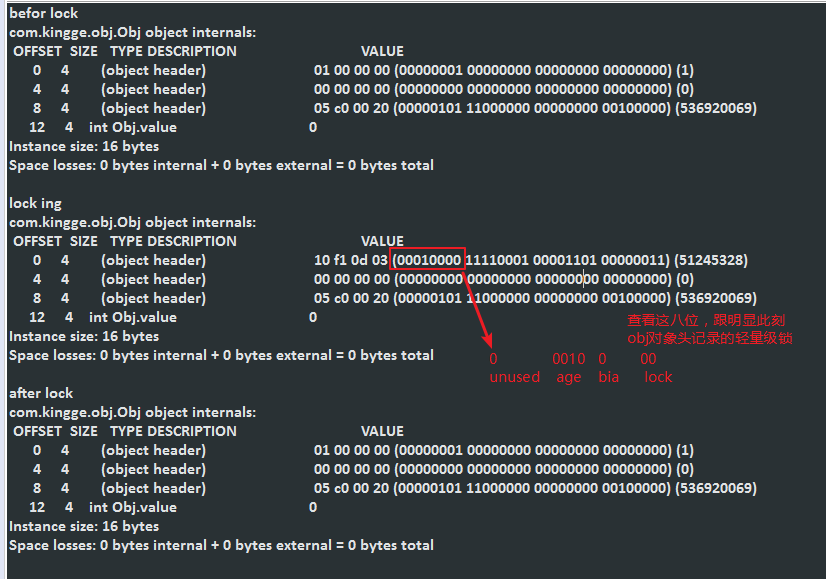 befor lock
com.kingge.obj.Obj object internals:
OFFSET SIZE TYPE DESCRIPTION VALUE
0 4 (object header) 01 00 00 00 (00000001 00000000 00000000 00000000) (1)
4 4 (object header) 00 00 00 00 (00000000 00000000 00000000 00000000) (0)
8 4 (object header) 05 c0 00 20 (00000101 11000000 00000000 00100000) (536920069)
12 4 int Obj.value 0
Instance size: 16 bytes
Space losses: 0 bytes internal + 0 bytes external = 0 bytes total
lock ing
com.kingge.obj.Obj object internals:
OFFSET SIZE TYPE DESCRIPTION VALUE
0 4 (object header) 10 f1 0d 03 (00010000 11110001 00001101 00000011) (51245328)
4 4 (object header) 00 00 00 00 (00000000 00000000 00000000 00000000) (0)
8 4 (object header) 05 c0 00 20 (00000101 11000000 00000000 00100000) (536920069)
12 4 int Obj.value 0
查看这八位，跟明显此刻
Instance size: 16 bytes
obj对象头记录的轻量级锁
Space losses: 0 bytes internal + 0 bytes external = 0 bytes total
0 0010 0 00
unused age bia lock
after lock
com.kingge.obj.Obj object internals:
OFFSET SIZE TYPE DESCRIPTION VALUE
0 4 (object header) 01 00 00 00 (00000001 00000000 00000000 00000000) (1)
4 4 (object header) 00 00 00 00 (00000000 00000000 00000000 00000000) (0)
8 4 (object header) 05 c0 00 20 (00000101 11000000 00000000 00100000) (536920069)
12 4 int Obj.value 0
Instance size: 16 bytes
Space losses: 0 bytes internal + 0 bytes external = 0 bytes total